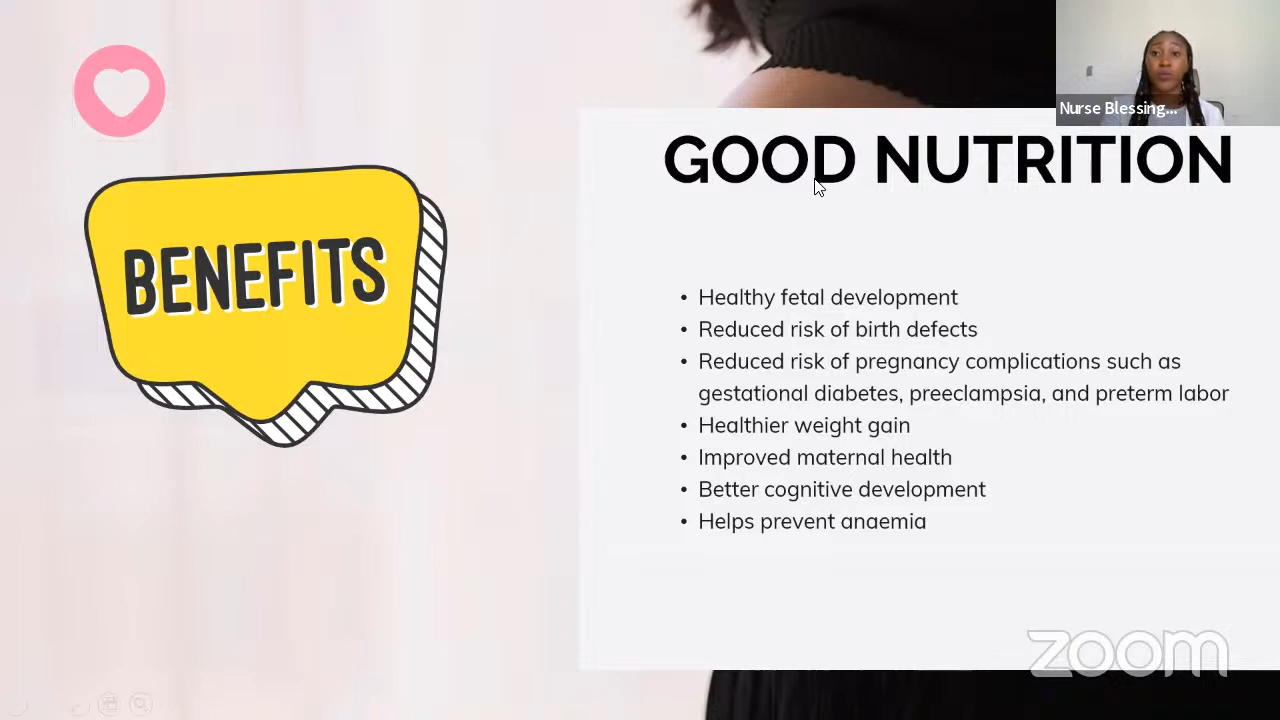 Nurse Blessing...
GOOD NUTRITION
BENEFITS
• Healthy fetal development
• Reduced risk of birth defects
• Reduced risk of pregnancy complications such as
gestational diabetes, preeclampsia, and preterm labor
• Healthier weight gain
• Improved maternal health
• Better cognitive development
• Helps prevent anaemia
zoom